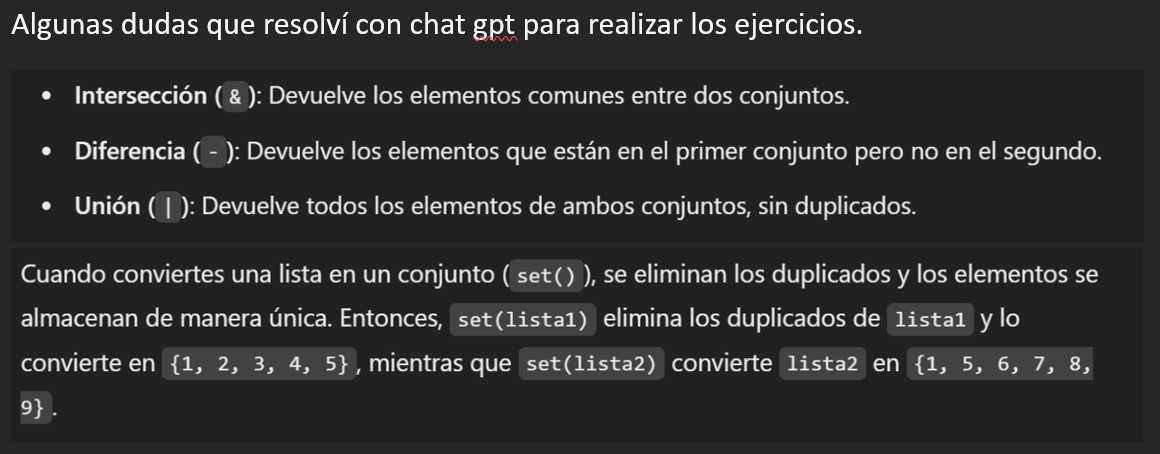 Algunas dudas que resolví con chat gpt para realizar los ejercicios.
• Intersección ( & ): Devuelve los elementos comunes entre dos conjuntos.
• Diferencia ( - ): Devuelve los elementos que están en el primer conjunto pero no en el segundo.
• Unión ( | ): Devuelve todos los elementos de ambos conjuntos, sin duplicados.
Cuando conviertes una lista en un conjunto ( set() ), se eliminan los duplicados y los elementos se
almacenan de manera única. Entonces, set(lista1) elimina los duplicados de lista1 y lo
convierte en {1, 2, 3, 4, 5} , mientras que set(lista2) convierte lista2 en {1, 5, 6, 7, 8,
9} .